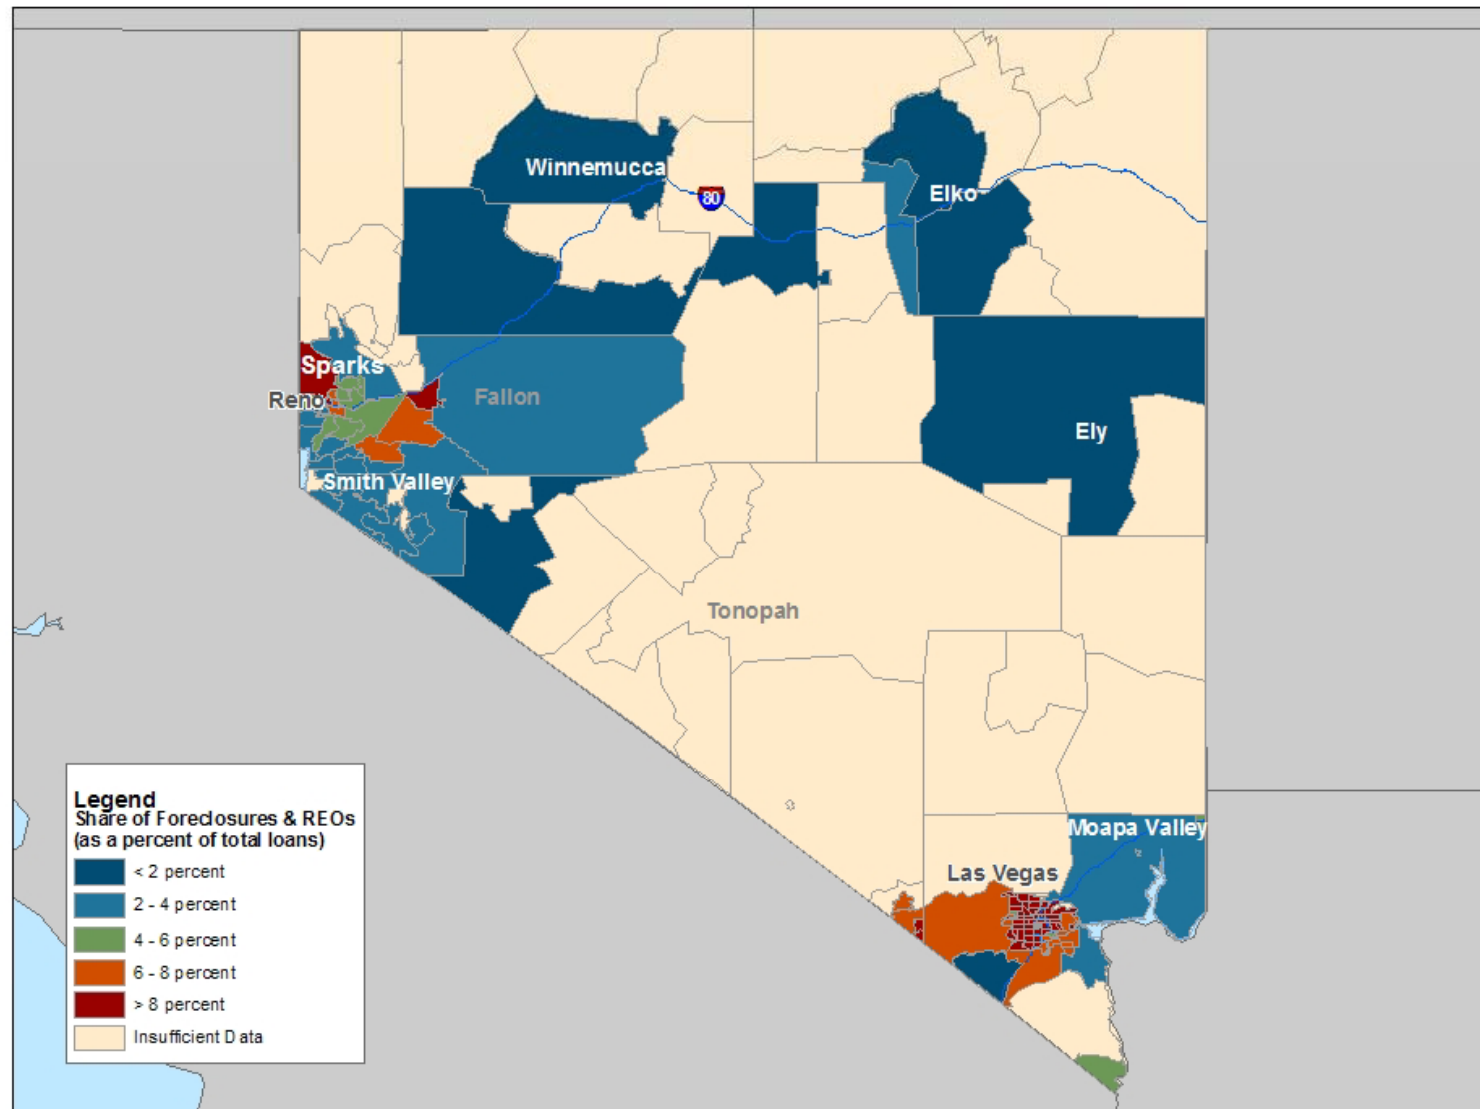 Winnemucca
80
Elko
Sparks
Reno
Fallon
Ely
Smith Valley
Tonopah
Moapa Valley
Las Vegas
Legend
Share of Foreclosures & REOs
(as a percent of total loans)
< 2 percent
2 - 4 percent
4 - 6 percent
6 - 8 percent
> 8 percent
Insufficient Data